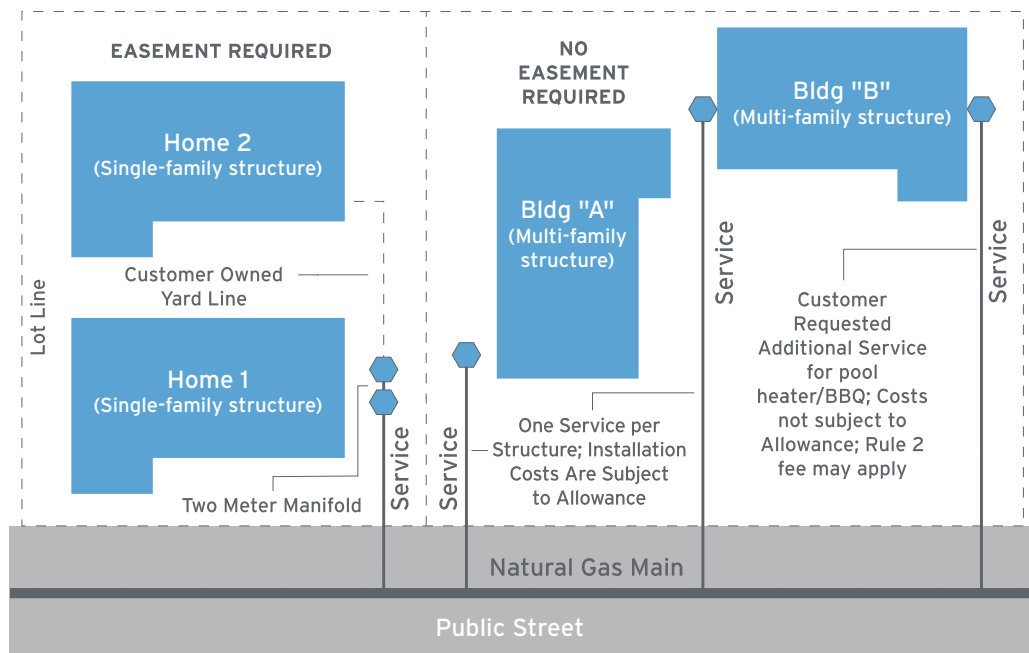 EASEMENT REQUIRED
Home 2
(Single-family structure)
Customer Owned
Yard Line
Lot Line
Home 1
(Single-family structure)
Two Meter Manifold
Service
NO
EASEMENT
REQUIRED
Bldg "A"
(Multi-family
structure)
Service
One Service per
Structure; Installation
Costs Are Subject
to Allowance
Bldg "B"
(Multi-family structure)
Service
Customer
Requested
Additional Service
for pool
heater/BBQ; Costs
not subject to
Allowance; Rule 2
fee may apply
Service
Natural Gas Main
Public Street